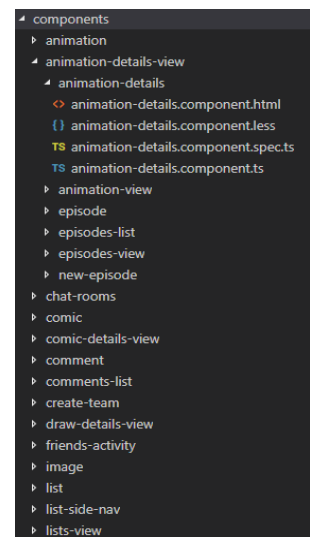 components
animation
animation-details-view
animation-details
<> animation-details.component.html
{} animation-details.component.less
TS animation-details.component.spec.ts
TS animation-details.component.ts
animation-view
episode
episodes-list
episodes-view
new-episode
chat-rooms
comic
comic-details-view
comment
comments-list
create-team
draw-details-view
friends-activity
image
list
list-side-nav
lists-view